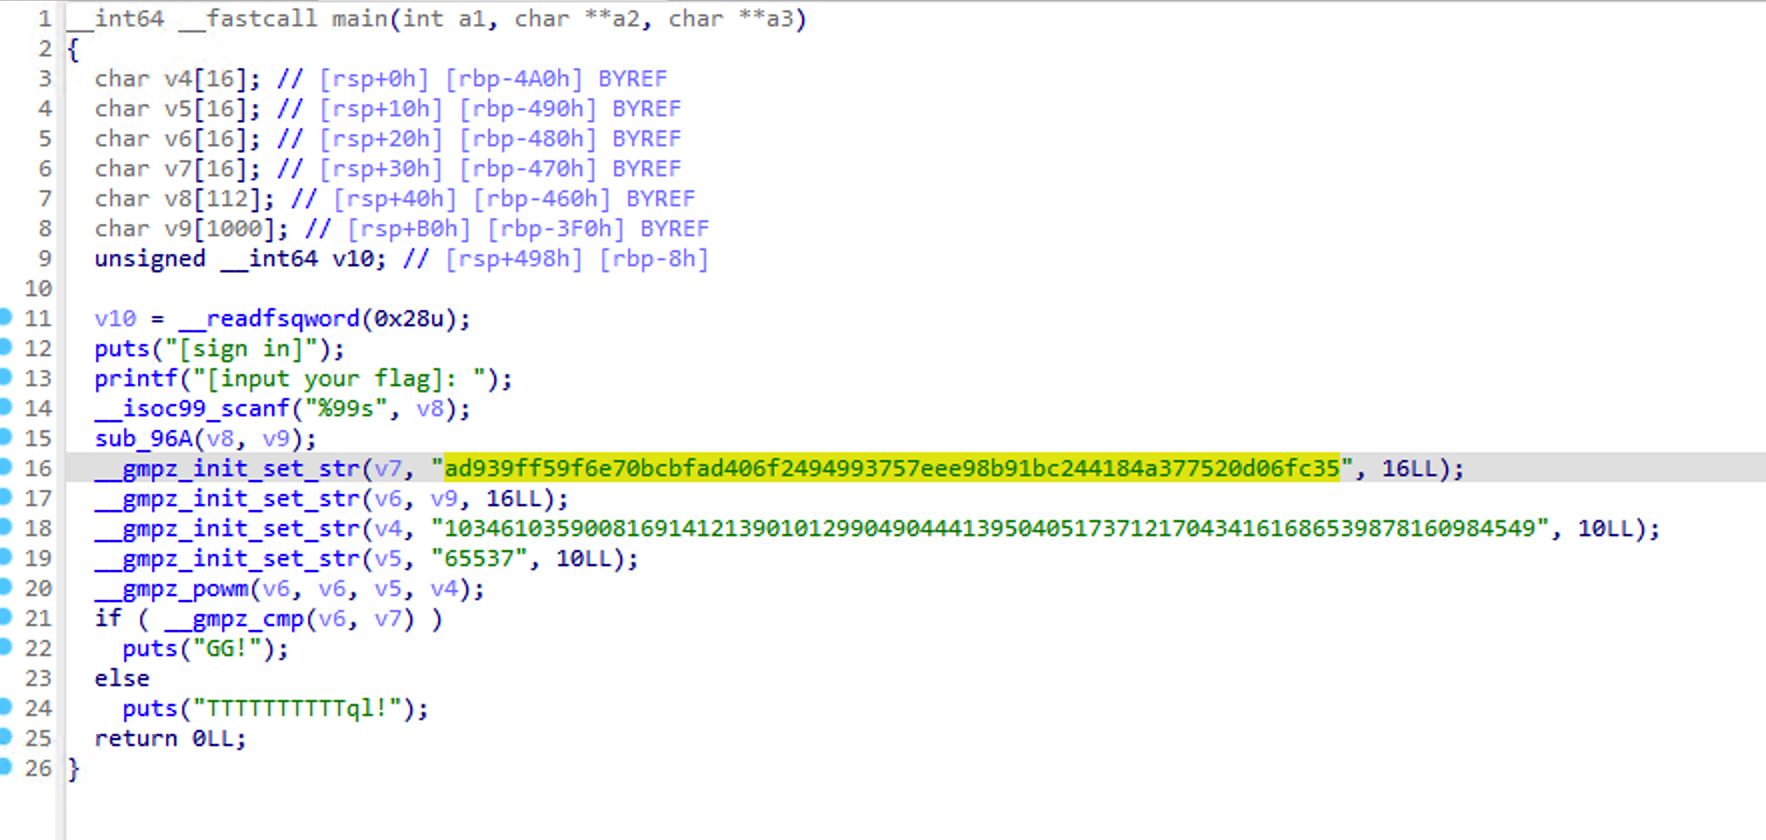 1 __int64 __fastcall main(int a1, char **a2, char **a3)
2 {
3 char v4[16]; // [rsp+0h] [rbp-4A0h] BYREF
4 char v5[16]; // [rsp+10h] [rbp-490h] BYREF
5 char v6[16]; // [rsp+20h] [rbp-480h] BYREF
6 char v7[16]; // [rsp+30h] [rbp-470h] BYREF
7 char v8[112]; // [rsp+40h] [rbp-460h] BYREF
8 char v9[1000]; // [rsp+B0h] [rbp-3F0h] BYREF
9 unsigned __int64 v10; // [rsp+498h] [rbp-8h]
10
11 v10 = __readfsqword(0x28u);
12 puts("[sign in]");
13 printf("[input your flag]: ");
14 __isoc99_scanf("%99s", v8);
15 sub_96A(v8, v9);
16 __gmpz_init_set_str(v7, "ad939ff59f6e70bcbfad406f2494993757eee98b91bc244184a377520d06fc35", 16LL);
17 __gmpz_init_set_str(v6, v9, 16LL);
18 __gmpz_init_set_str(v4, "103461035900816914121390101299049044413950405173712170434161686539878160984549", 10LL);
19 __gmpz_init_set_str(v5, "65537", 10LL);
20 __gmpz_powm(v6, v6, v5, v4);
21 if ( __gmpz_cmp(v6, v7) )
22 puts("GG!");
23 else
24 puts("TTTTTTTTTTql!");
25 return 0LL;
26 }